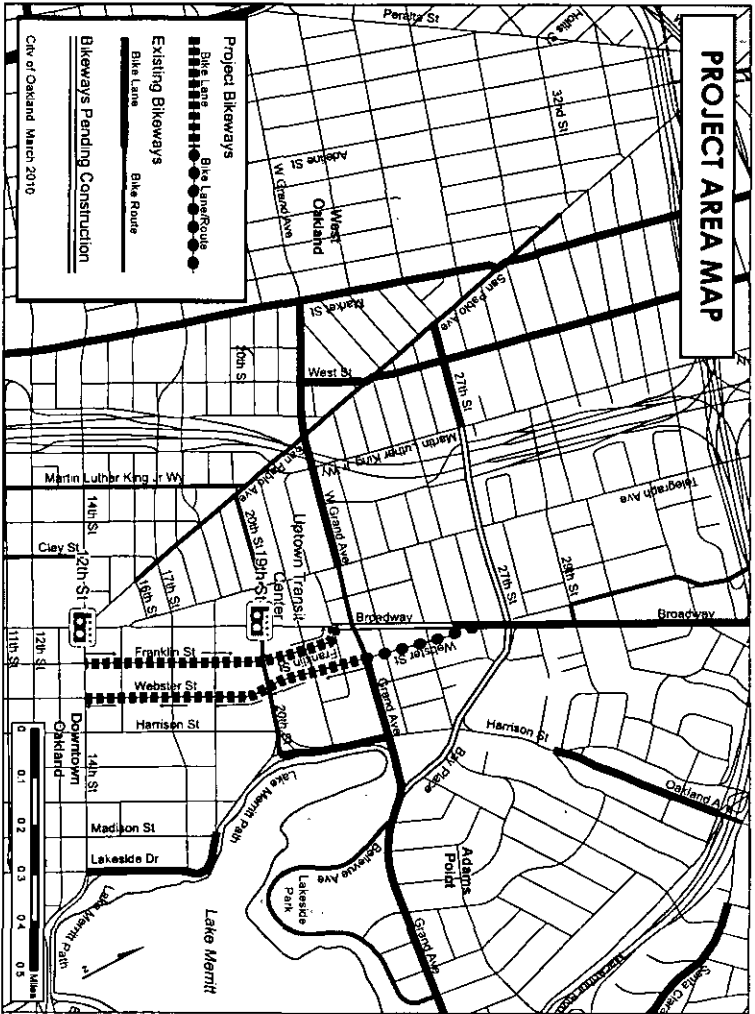 PROJECT AREA MAP
Project Bikeways
Bike Lane
Bike Lane/Route
Existing Bikeways
Bike Lane
Bike Route
Bikeways Pending Construction
City of Oakland March 2010
Peralta St
Hollis St
32nd St
Adeline St
W Grand Ave
West
Oakland
Market St
San Pablo Ave
West St
20th St
27th St
Martin Luther King Jr Wy
Telegraph Ave
San Pablo Ave
W Grand Ave
Martin Luther King Jr Wy
14th St
Clay St
12th St
16th St
17th St
20th St
19th St
Uptown Transit
Center
27th St
29th St
Broadway
Broadway
Franklin St
Franklin
Webster St
Webster St
Harrison St
Harrison St
11th St
12th St
14th St
Downtown
Oakland
20th St
Grand Ave
Bay Place
Oakland A
Madison St
Lakeside Dr
Lake Merritt Path
Lake Merritt Path
Lake Merritt
Bellevue Ave
Lakeside
Park
Adams
Point
Grand Ave
Santa Clara
0 0.1 0.2 0.3 0.4 0.5
Miles